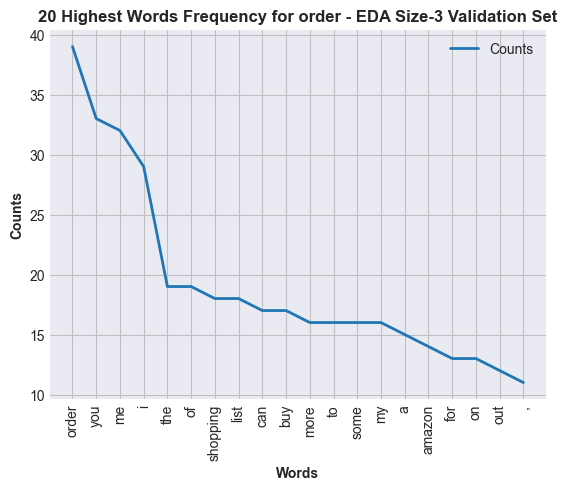 20 Highest Words Frequency for order - EDA Size-3 Validation Set
Counts
40
35
30
25
20
15
10
Counts
order
you
me
i
the
of
shopping
list
can
buy
more
to
some
my
a
amazon
for
on
out
,
Words